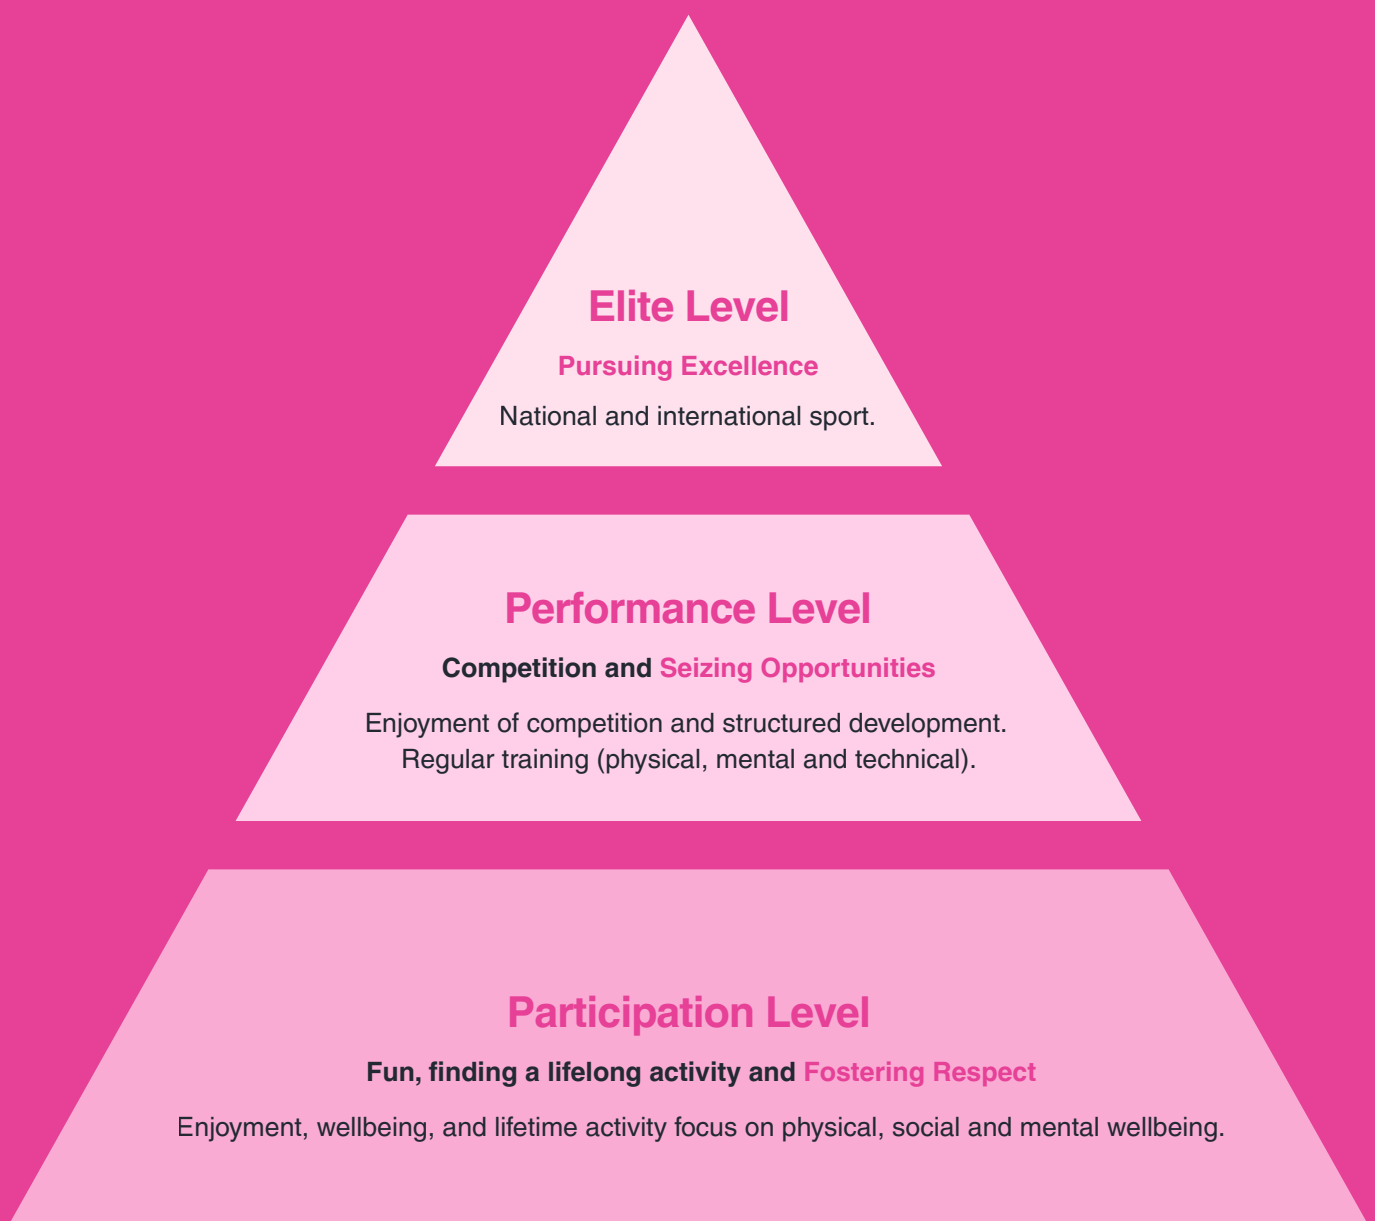 Elite Level
Pursuing Excellence
National and international sport.
Performance Level
Competition and Seizing Opportunities
Enjoyment of competition and structured development.
Regular training (physical, mental and technical).
Participation Level
Fun, finding a lifelong activity and Fostering Respect
Enjoyment, wellbeing, and lifetime activity focus on physical, social and mental wellbeing.